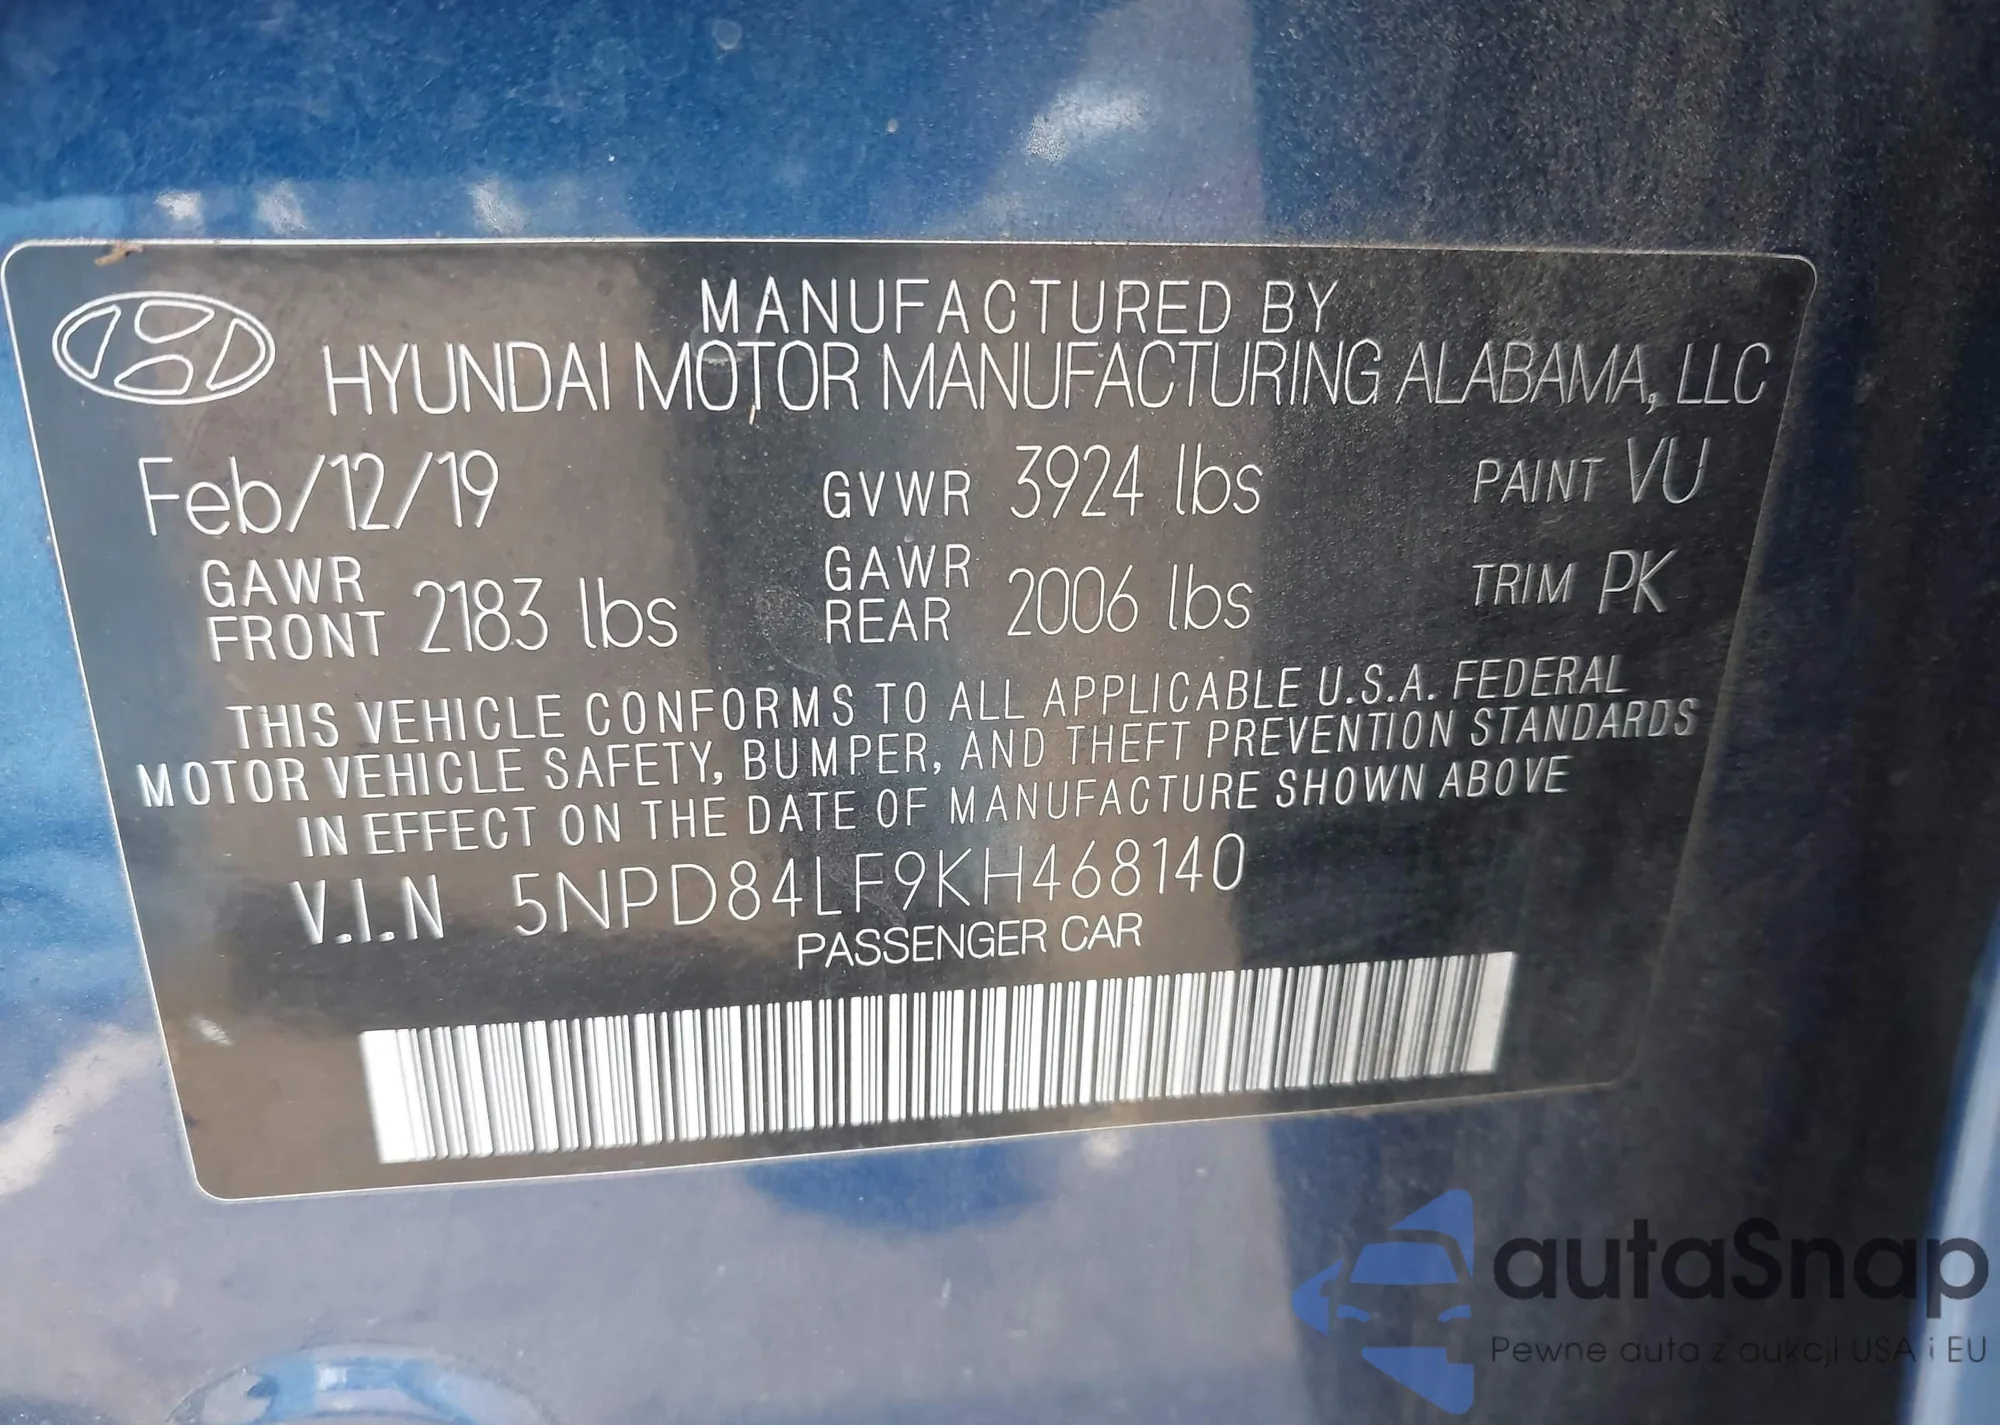 MANUFACTURED BY
HYUNDAI MOTOR MANUFACTURING ALABAMA, LLC
Feb/12/19 GVWR 3924 lbs PAINT VU
GAWR FRONT 2183 lbs GAWR REAR 2006 lbs TRIM PK
THIS VEHICLE CONFORMS TO ALL APPLICABLE U.S.A. FEDERAL
MOTOR VEHICLE SAFETY, BUMPER, AND THEFT PREVENTION STANDARDS
IN EFFECT ON THE DATE OF MANUFACTURE SHOWN ABOVE
V.I.N 5NPD84LF9KH468140
PASSENGER CAR
autaSnap
Pewne auta z aukcji USA i EU